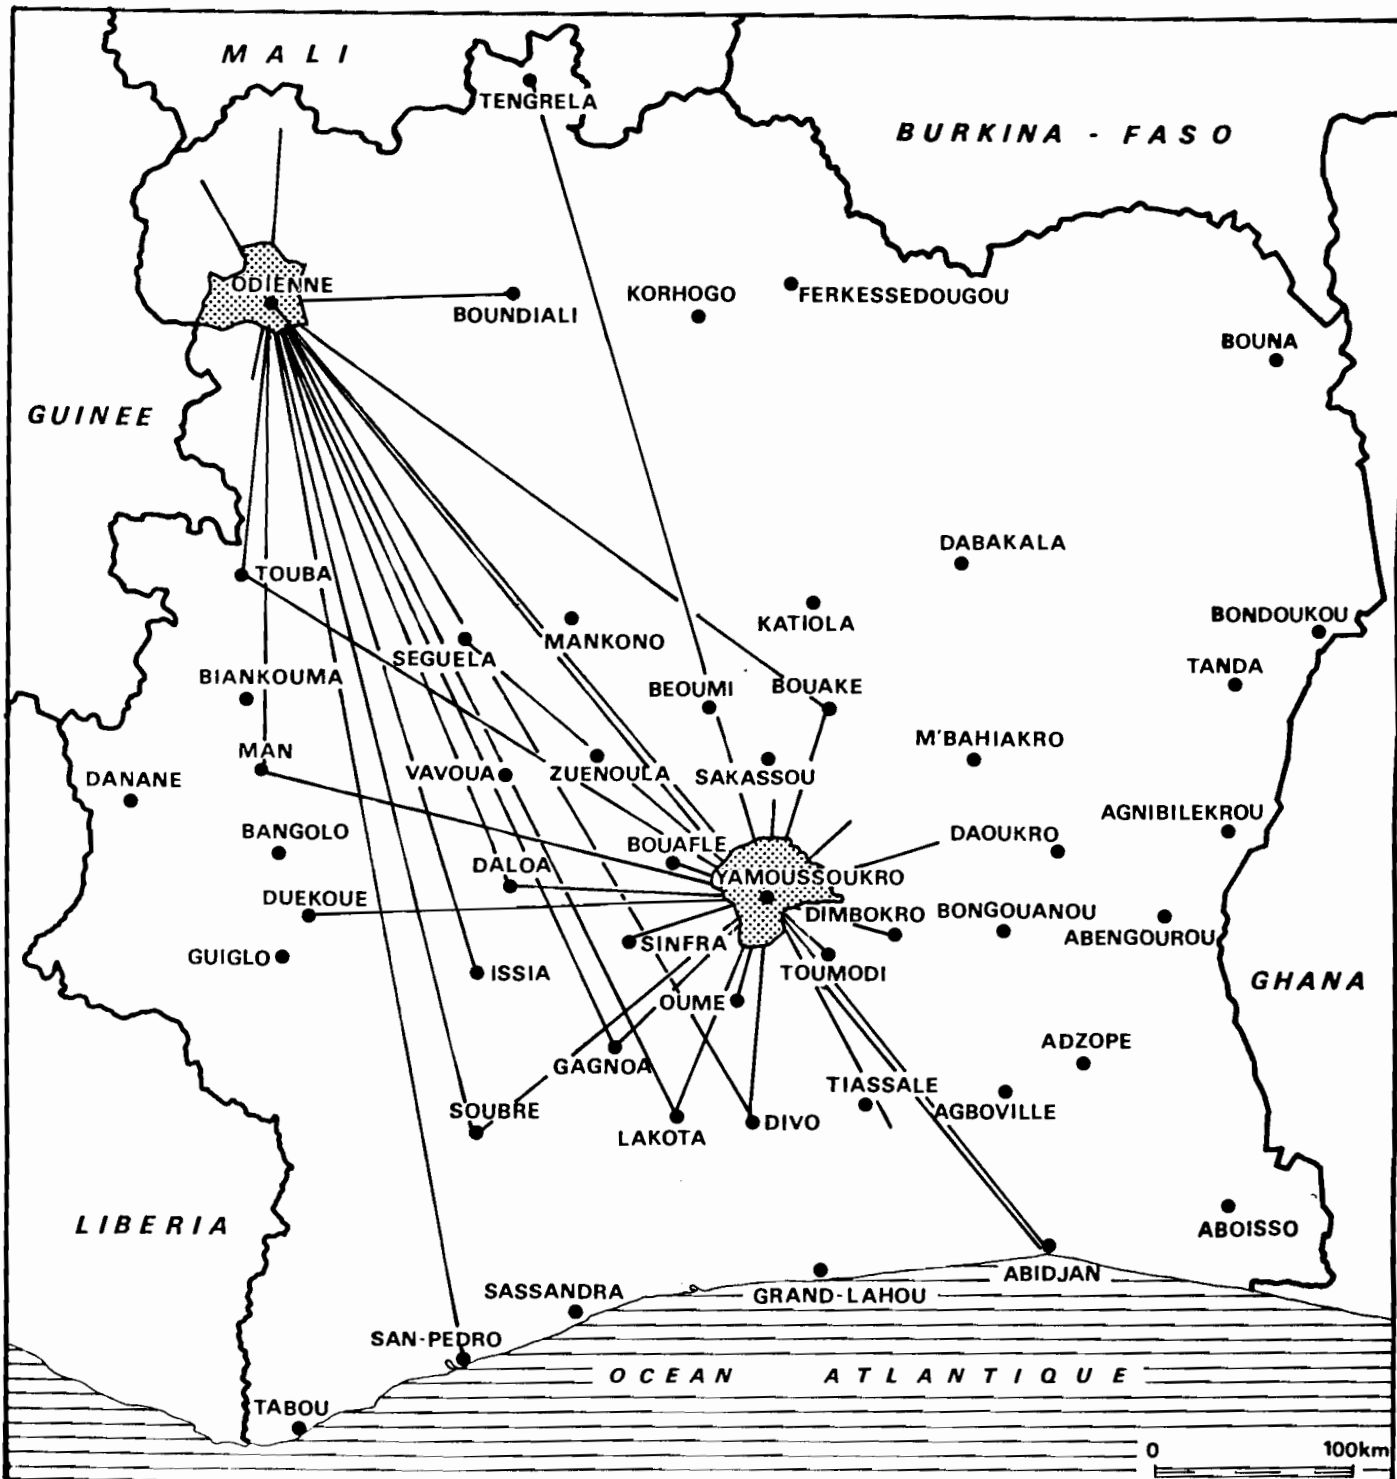 MALI
TENGRELA
BURKINA - FASO
ODIENNE
BOUNDIALI
KORHOGO
FERKESSEDOUGOU
BOUNA
GUINEE
DABAKALA
TOUBA
KATIOLA
BONDOUKOU
MANKONO
SEGUELA
TANDA
BIANKOUMA
BEOUMI
BOUAKE
M'BAHIAKRO
MAN
DANANE
VAVOUA
ZUENOULA
SAKASSOU
AGNIBILEKROU
BANGOLO
BOUAFLE
DAOUKRO
DALOA
YAMOUSSOUKRO
DUEKOUE
DIMBOKRO
BONGOUANOU
ABENGOUROU
GUIGLO
SINFRA
ISSIA
TOUMODI
GHANA
OUME
ADZOPE
GAGNOA
TIASSALE
SOUBRE
AGBOVILLE
LAKOTA
DIVO
LIBERIA
ABOISSO
ABIDJAN
SASSANDRA
GRAND-LAHOU
SAN-PEDRO
OCEAN ATLANTIQUE
TABOU
0 100km